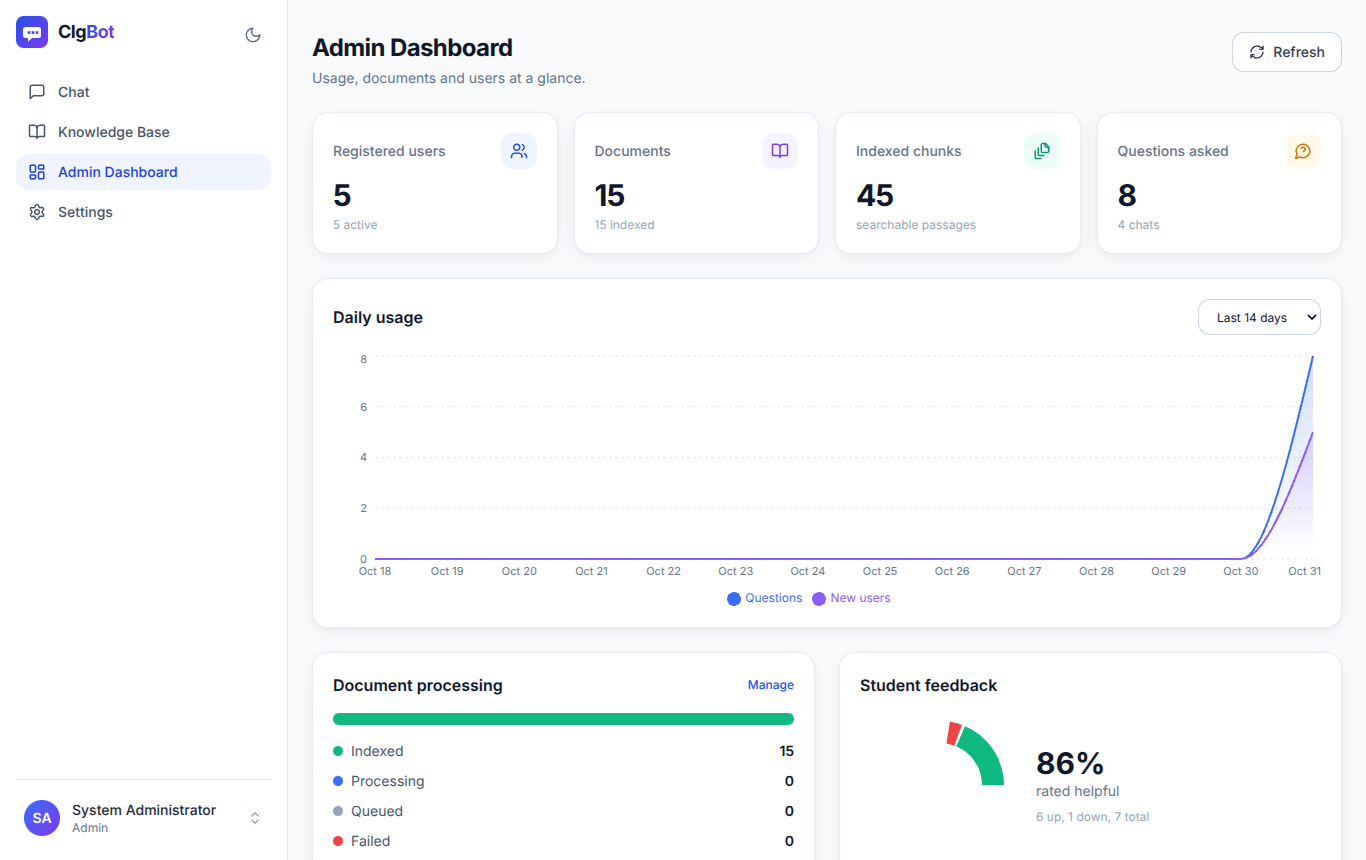 ClgBot
Chat
Knowledge Base
Admin Dashboard
Settings
SA
System Administrator
Admin
Admin Dashboard
Usage, documents and users at a glance.
Refresh
Registered users
5
5 active
Documents
15
15 indexed
Indexed chunks
45
searchable passages
Questions asked
8
4 chats
Daily usage
Last 14 days
8
6
4
2
0
Oct 18 Oct 19 Oct 20 Oct 21 Oct 22 Oct 23 Oct 24 Oct 25 Oct 26 Oct 27 Oct 28 Oct 29 Oct 30 Oct 31
Questions New users
Document processing
Manage
Indexed 15
Processing 0
Queued 0
Failed 0
Student feedback
86%
rated helpful
6 up, 1 down, 7 total